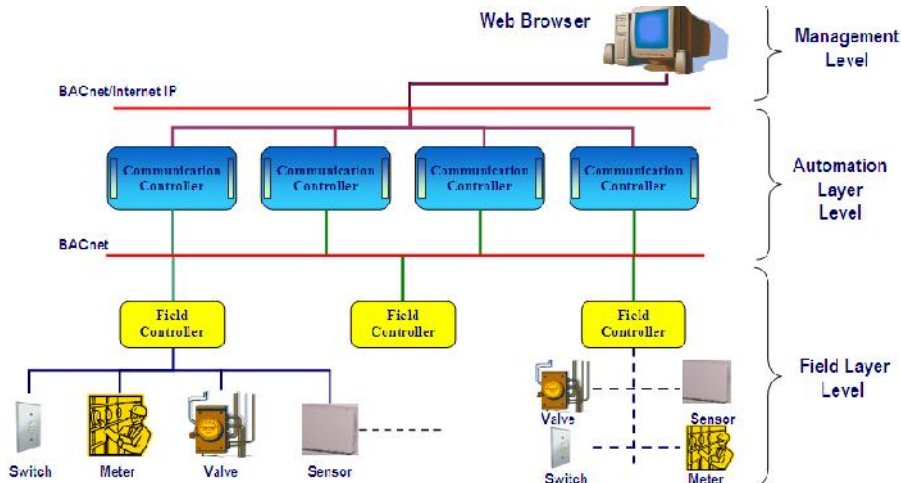 Web Browser
Management
Level
BACnet/Internet IP
Communication
Controller
Communication
Controller
Communication
Controller
Communication
Controller
Automation
Layer
Level
BACnet
Field
Controller
Field
Controller
Field
Controller
Field Layer
Level
Switch
Meter
Valve
Sensor
Valve
Sensor
Switch
Meter